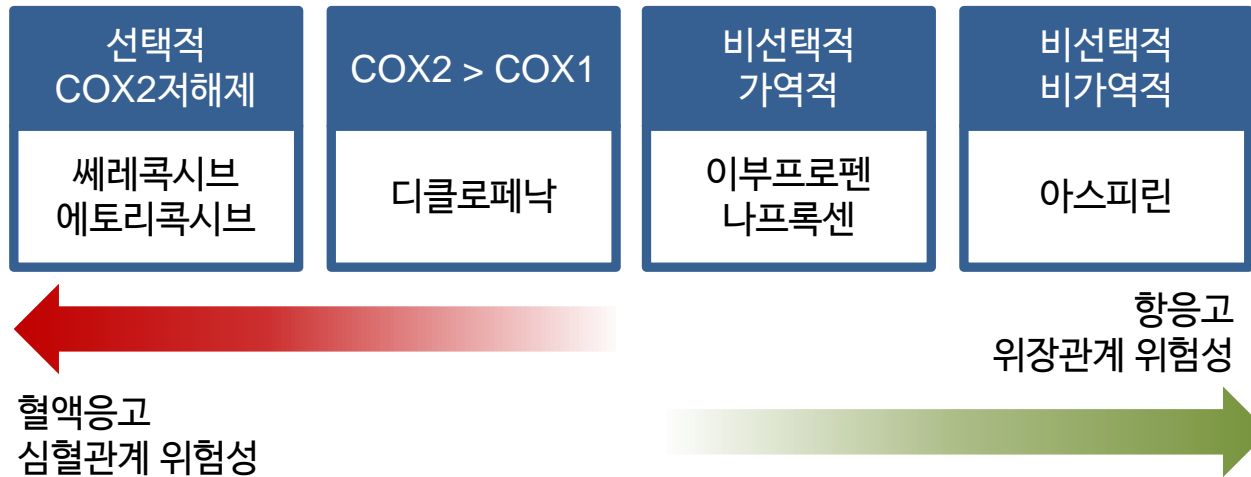 선택적
COX2저해제
쎄레콕시브
에토리콕시브
COX2 > COX1
디클로페낙
비선택적
가역적
이부프로펜
나프록센
비선택적
비가역적
아스피린
혈액응고
심혈관계 위험성
항응고
위장관계 위험성